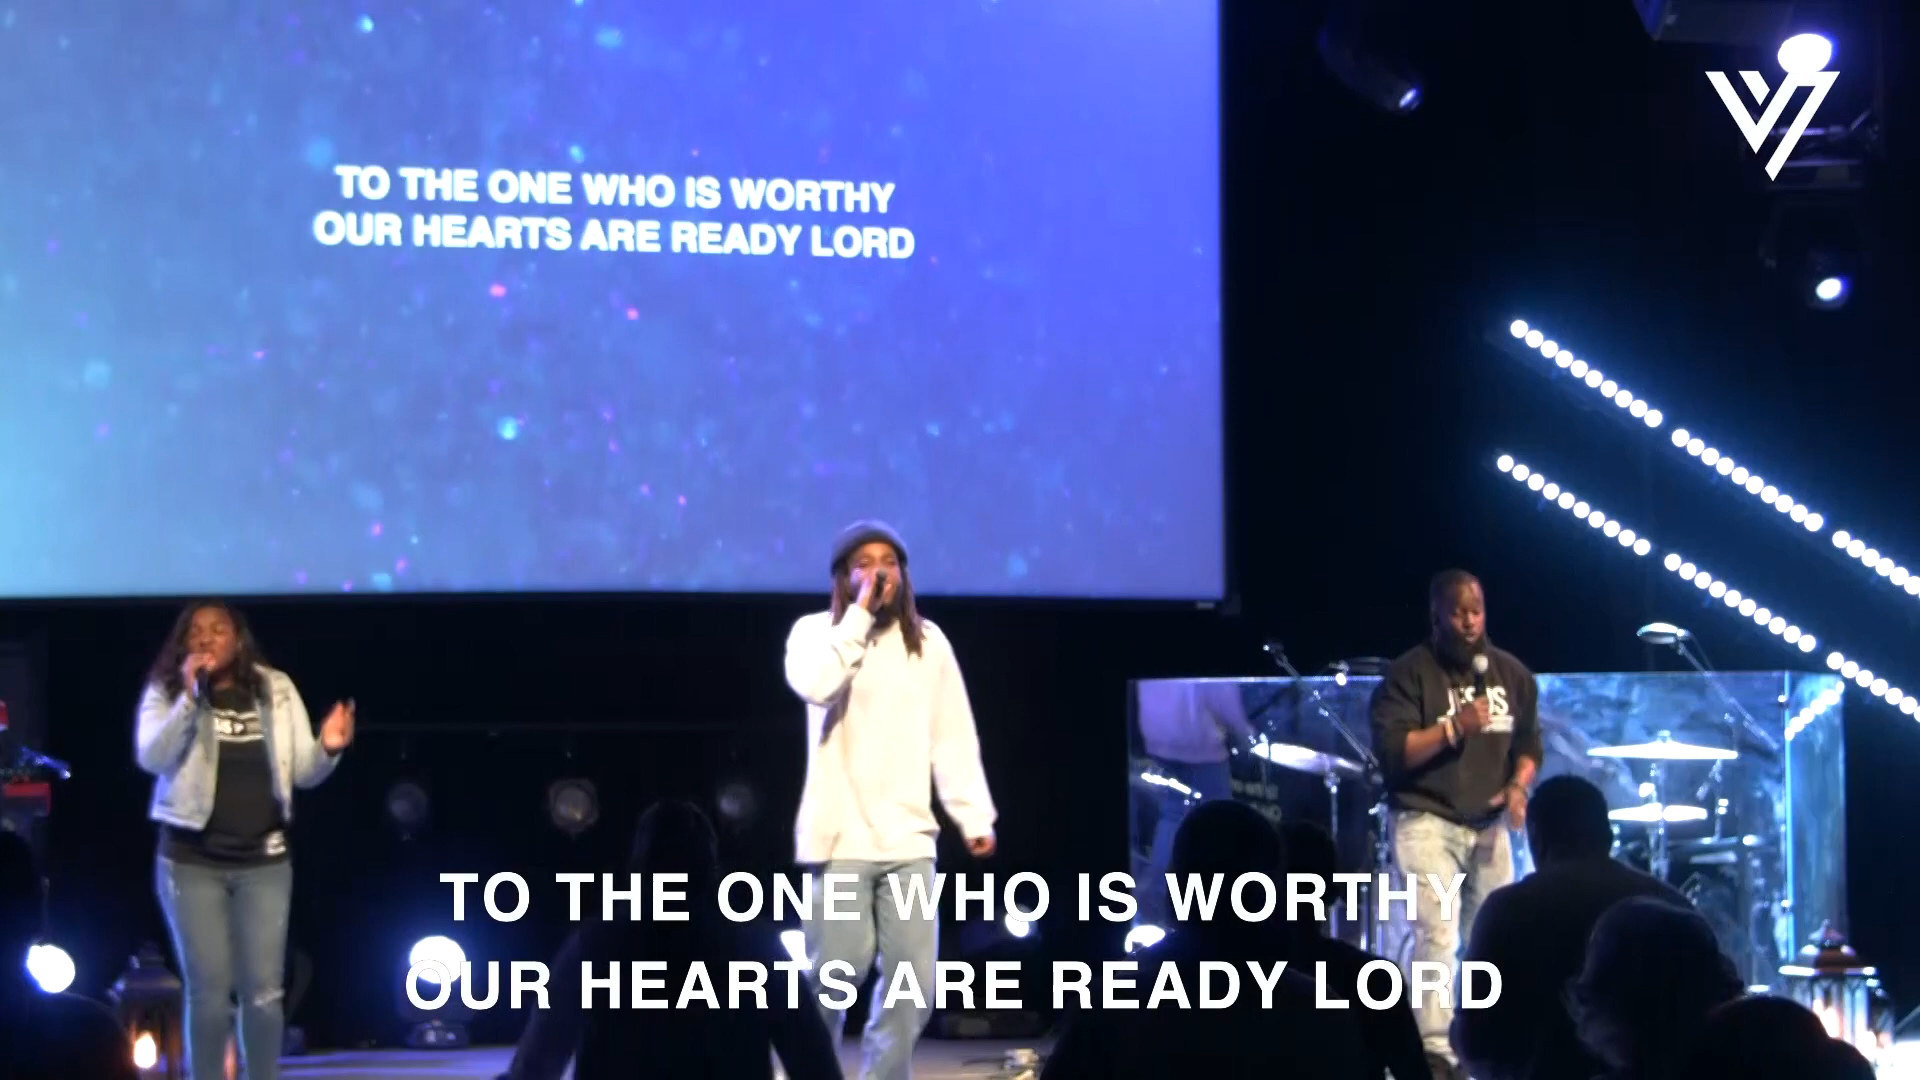 TO THE ONE WHO IS WORTHY
OUR HEARTS ARE READY LORD
JESUS
TO THE ONE WHO IS WORTHY
OUR HEARTS ARE READY LORD